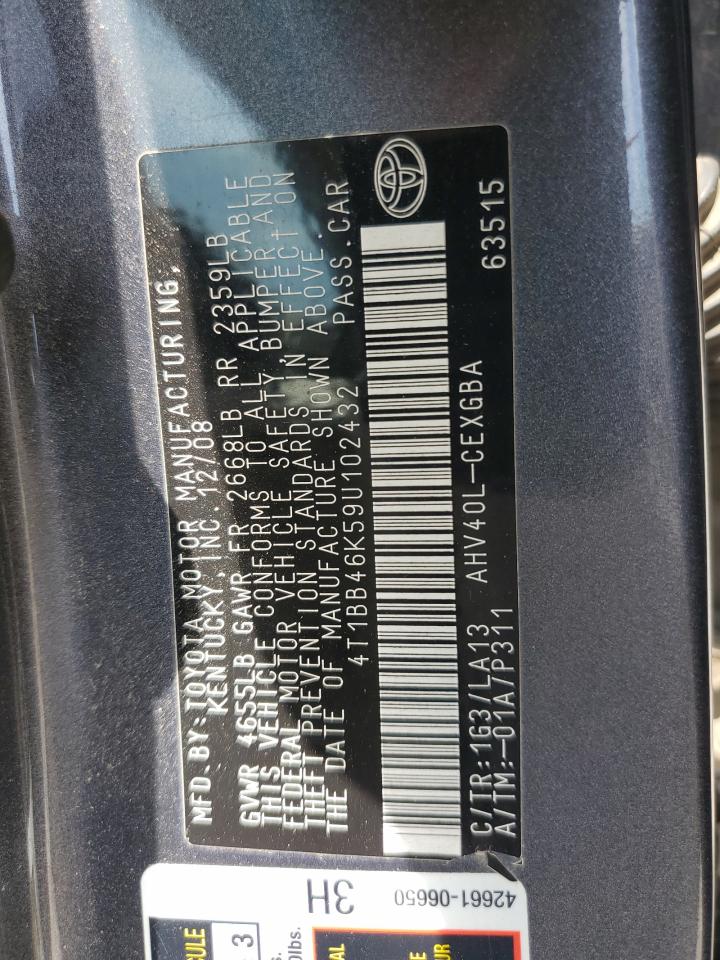 MFD.BY:TOYOTA MOTOR MANUFACTURING,
KENTUCKY,INC. 12/08
GVWR 4655LB GAWR FR 2668LB RR 2359LB
THIS VEHICLE CONFORMS TO ALL APPLICABLE
FEDERAL MOTOR VEHICLE SAFETY,BUMPER,AND
THEFT PREVENTION STANDARDS IN EFFECT ON
THE DATE OF MANUFACTURE SHOWN ABOVE.
4T1BB46K59U102432 PASS.CAR
C/TR:1G3/LA13 AHV40L-CEXGBA
A/TM:-01A/P311 63515
3H
42661-06650
3